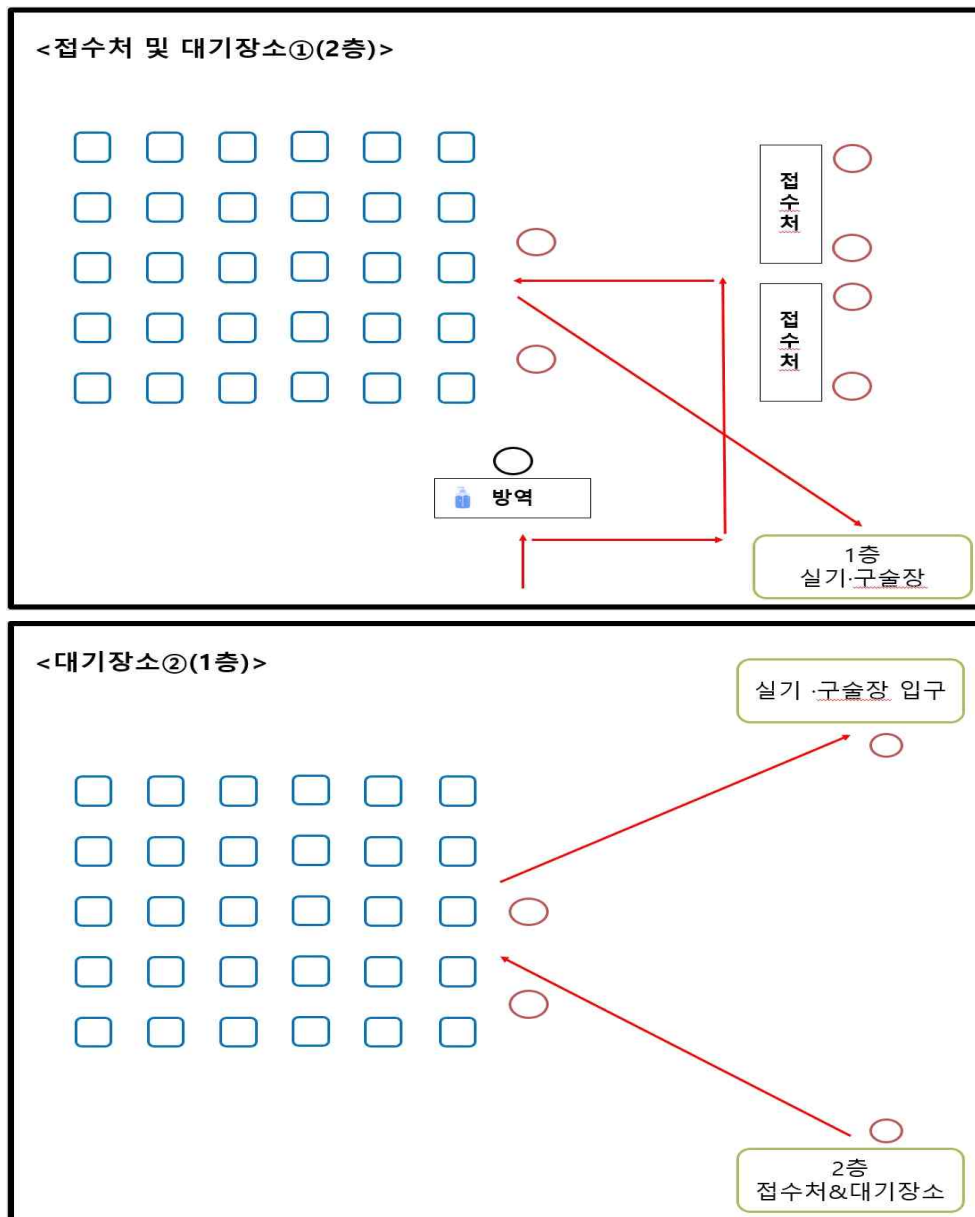 <접수처 및 대기장소①(2층)>
접수처
접수처
방역
1층
실기·구술장
<대기장소②(1층)>
실기 ·구술장 입구
2층
접수처&대기장소